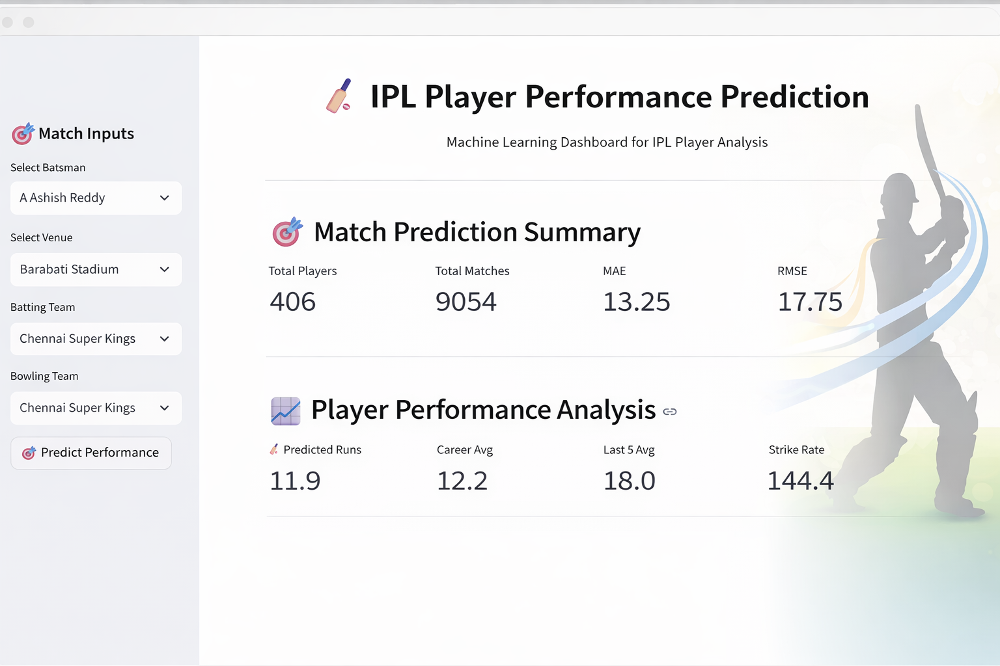 🎯 Match Inputs
Select Batsman
A Ashish Reddy
Select Venue
Barabati Stadium
Batting Team
Chennai Super Kings
Bowling Team
Chennai Super Kings
🎯 Predict Performance
🏏 IPL Player Performance Prediction
Machine Learning Dashboard for IPL Player Analysis
🎯 Match Prediction Summary
Total Players Total Matches MAE RMSE
406 9054 13.25 17.75
📈 Player Performance Analysis
🏏 Predicted Runs Career Avg Last 5 Avg Strike Rate
11.9 12.2 18.0 144.4